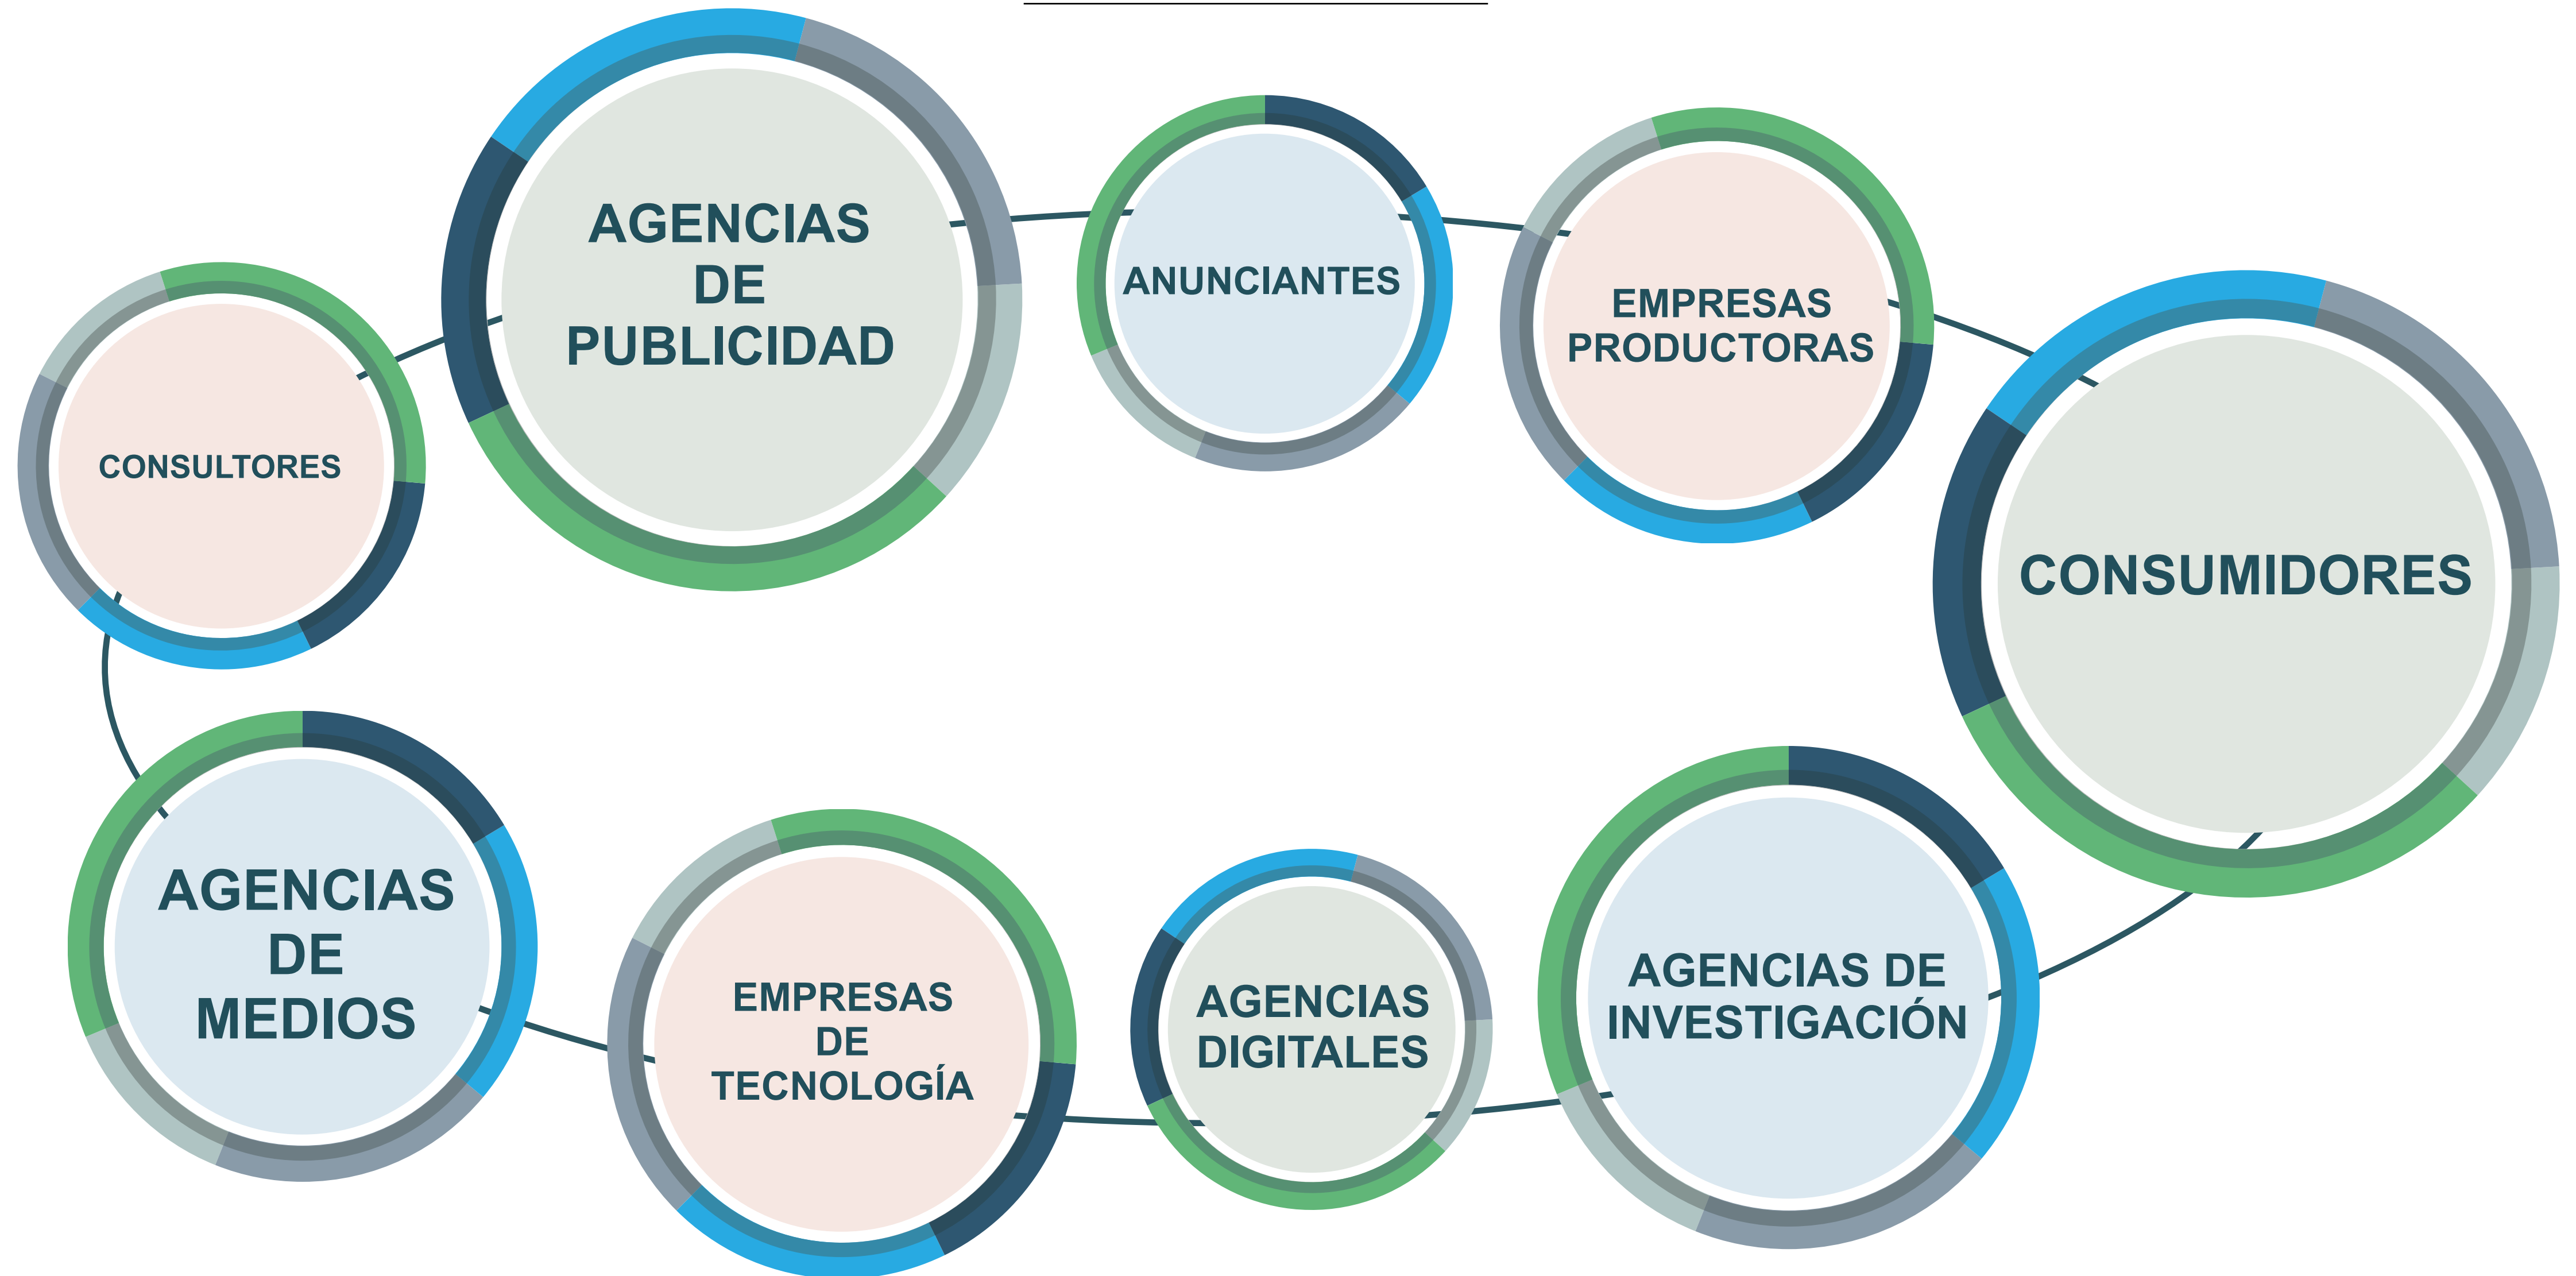 AGENCIAS
DE
PUBLICIDAD
ANUNCIANTES
EMPRESAS
PRODUCTORAS
CONSULTORES
CONSUMIDORES
AGENCIAS
DE
MEDIOS
EMPRESAS
DE
TECNOLOGÍA
AGENCIAS
DIGITALES
AGENCIAS DE
INVESTIGACIÓN